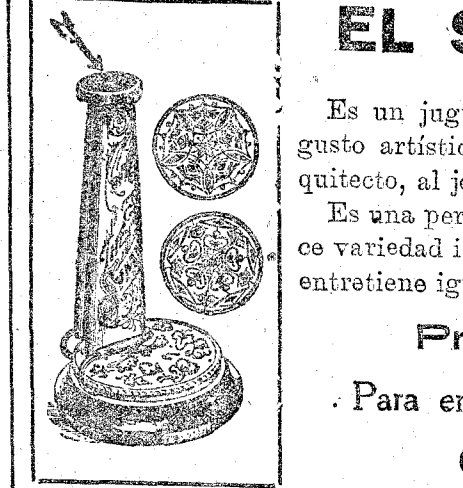 EL S
Es un jug
gusto artístic
quitecto, al je
Es una per
ce variedad i
entretiene ig
Pr
Para en